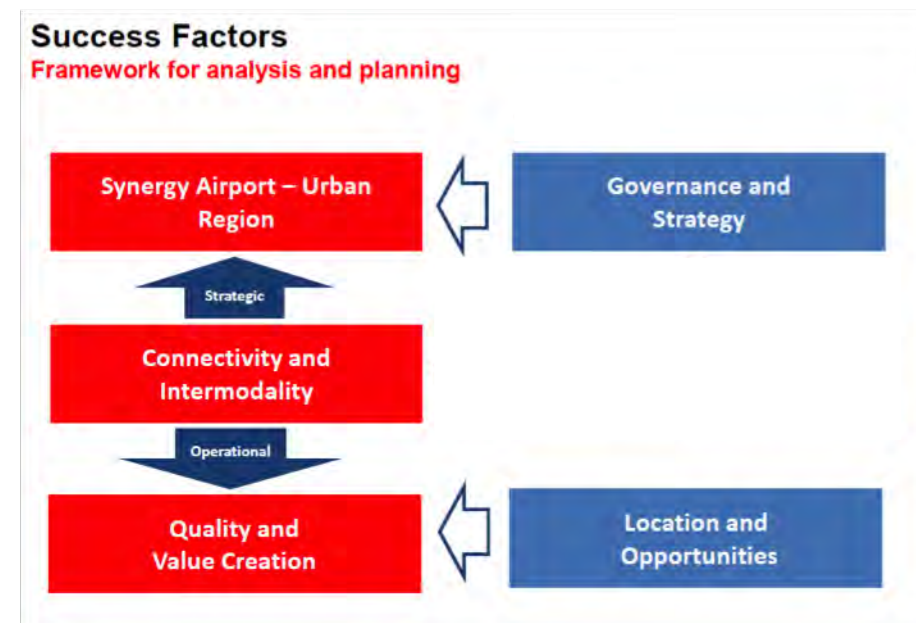 Success Factors
Framework for analysis and planning
Synergy Airport – Urban
Region
Governance and
Strategy
Strategic
Connectivity and
Intermodality
Operational
Quality and
Value Creation
Location and
Opportunities